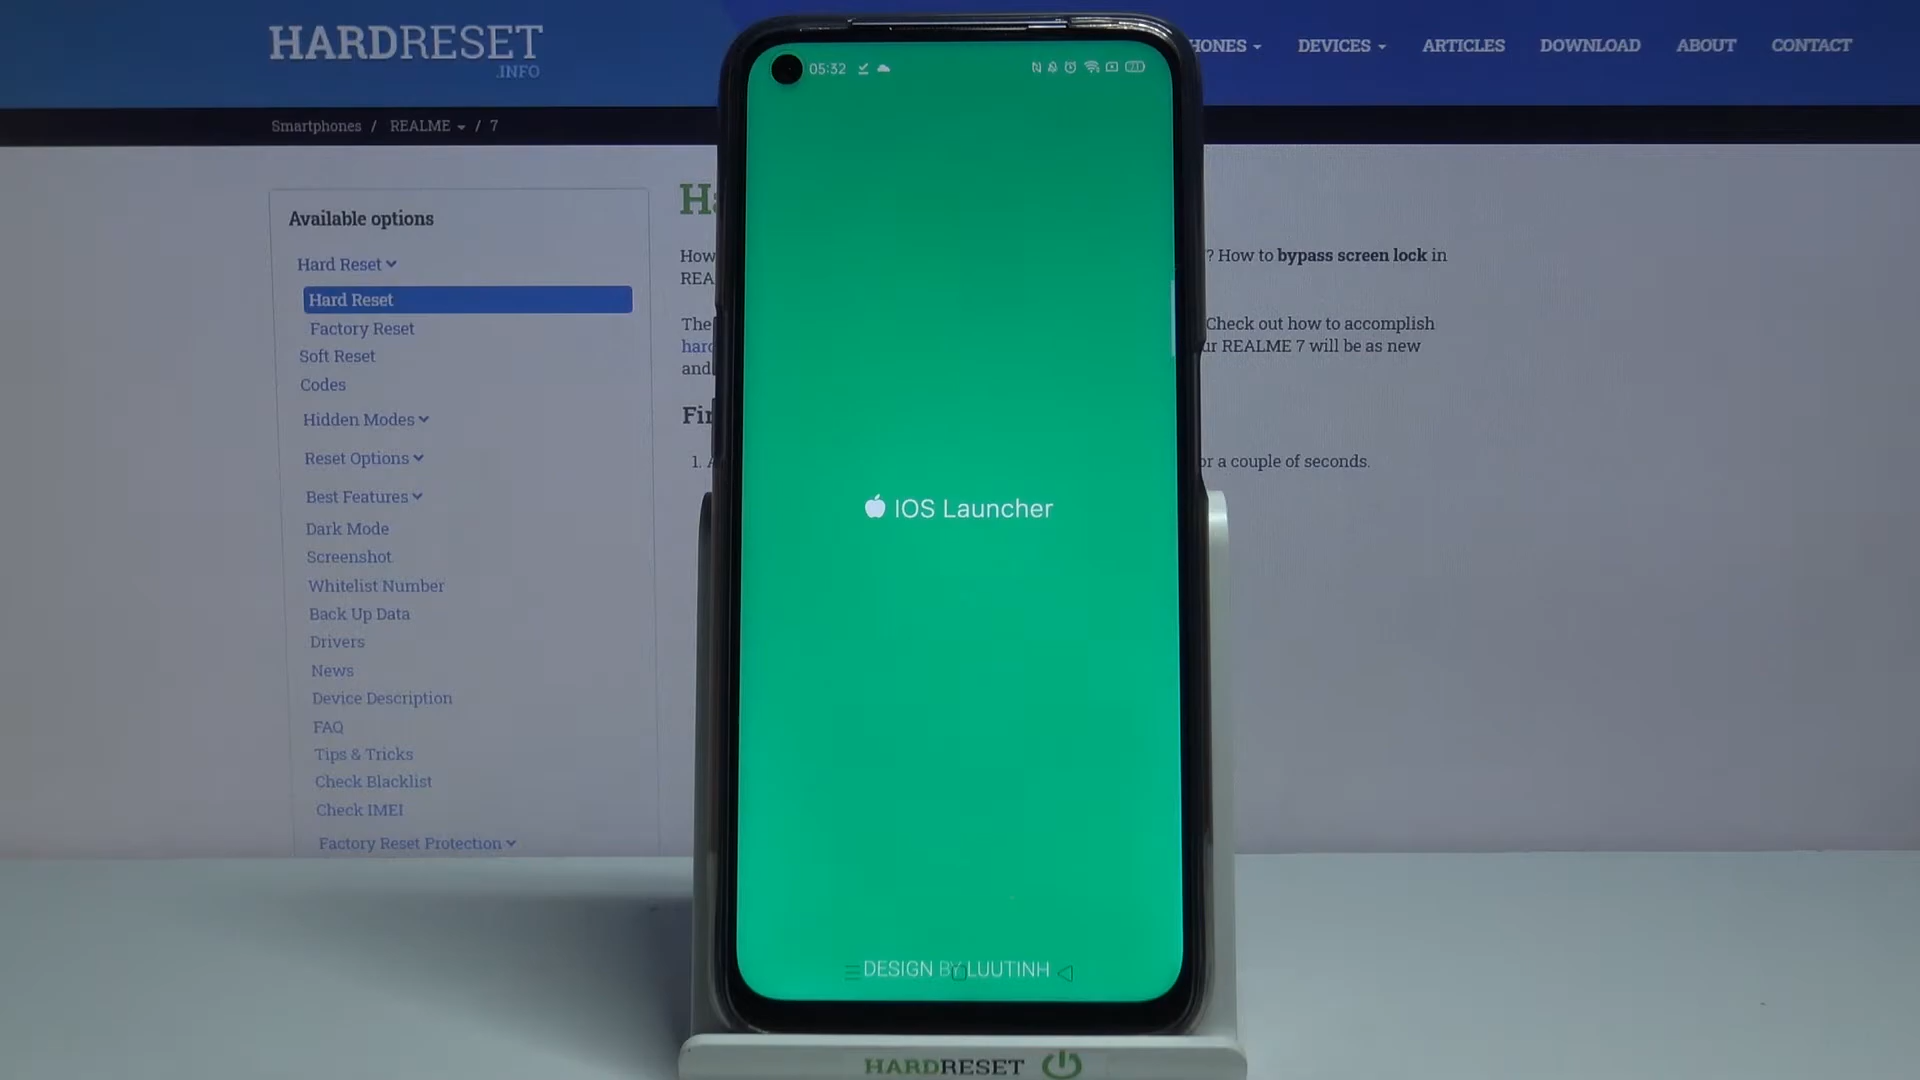 HARDRESET
.INFO
HONES DEVICES ARTICLES DOWNLOAD ABOUT CONTACT
Smartphones / REALME / 7
Available options
Hard Reset
Hard Reset
Factory Reset
Soft Reset
Codes
Hidden Modes
Reset Options
Best Features
Dark Mode
Screenshot
Whitelist Number
Back Up Data
Drivers
News
Device Description
FAQ
Tips & Tricks
Check Blacklist
Check IMEI
Factory Reset Protection
How
? How to bypass screen lock in
REA
The
Check out how to accomplish
hard
ur REALME 7 will be as new
and
1.
or a couple of seconds.
05:32
IOS Launcher
DESIGN BY LUUTINH
HARDRESET